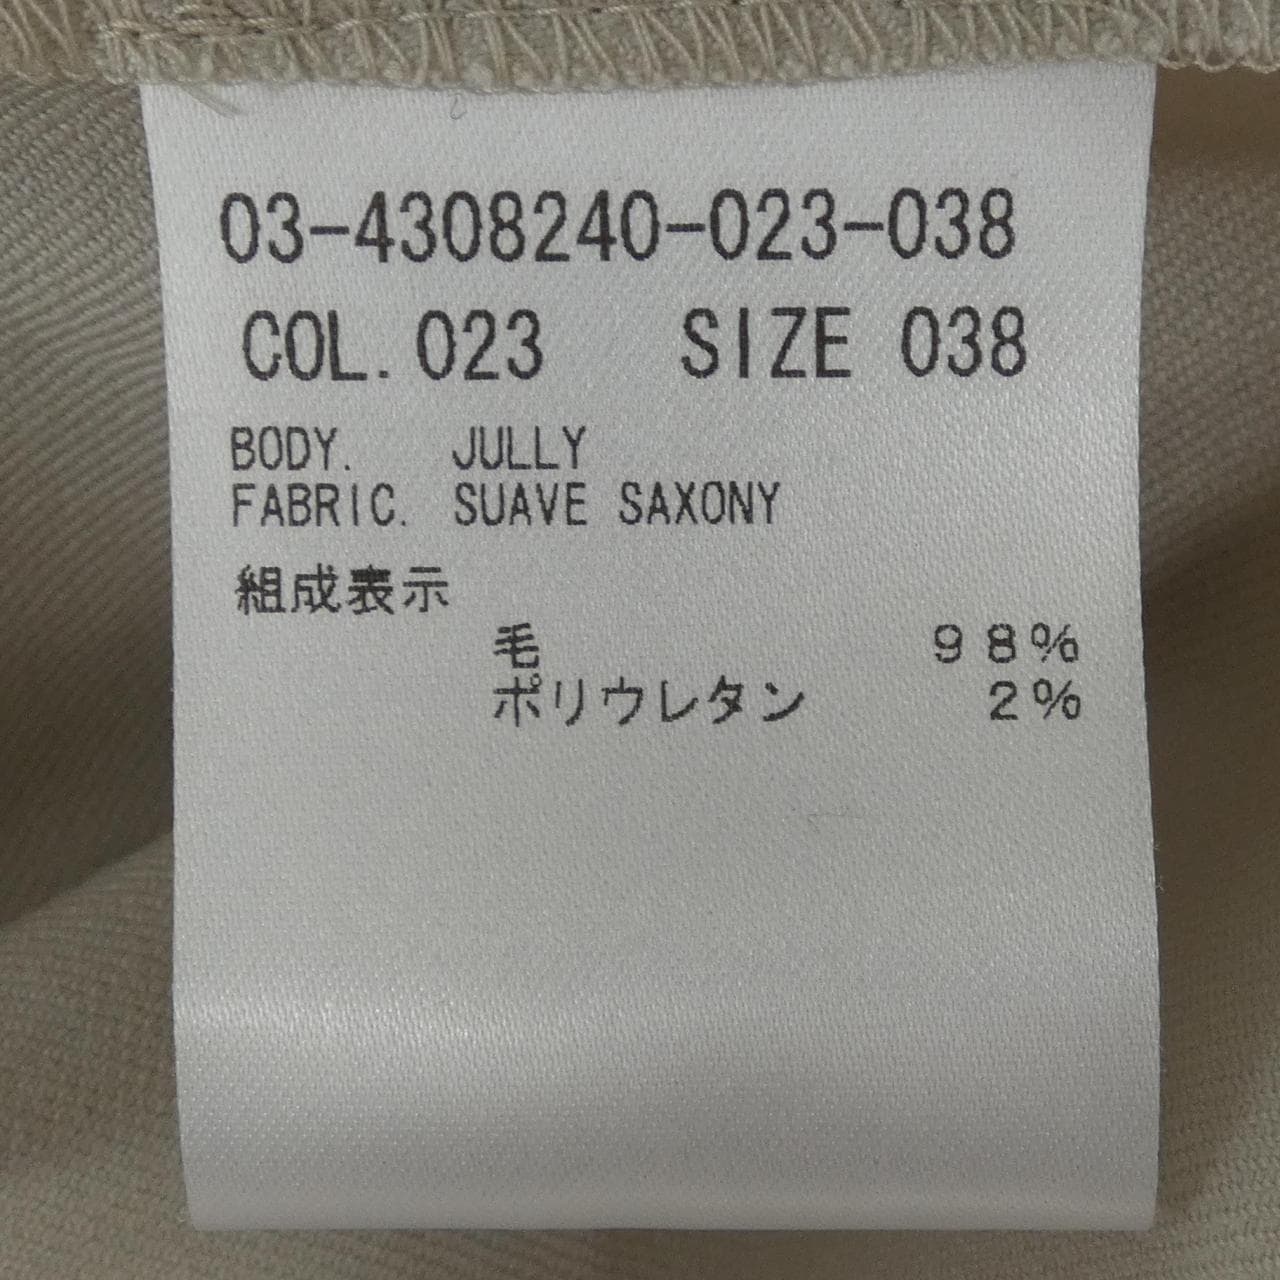 03-4308240-023-038
COL. 023 SIZE 038
BODY. JULLY
FABRIC. SUAVE SAXONY
組成表示
毛 98%
ポリウレタン 2%